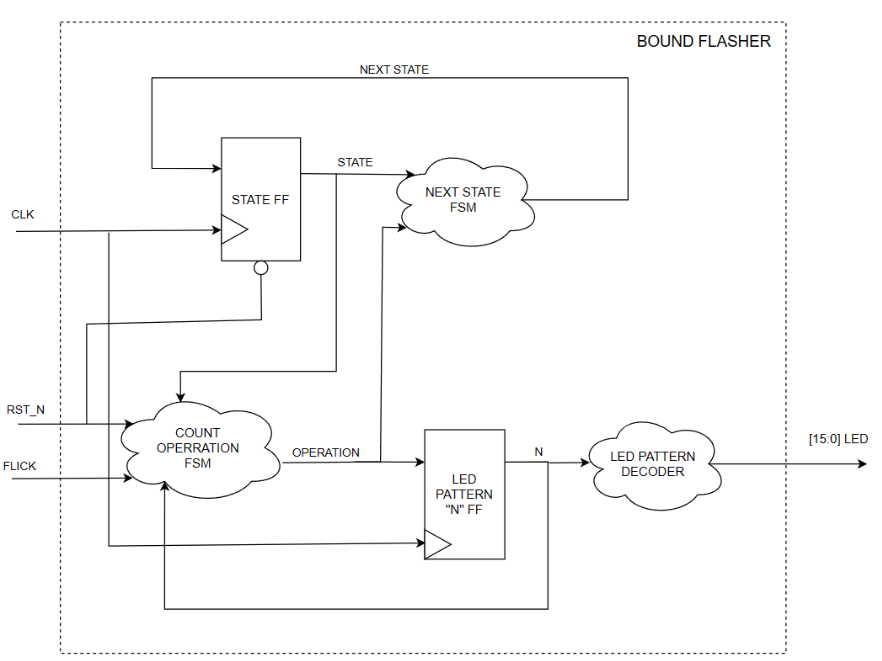 BOUND FLASHER
NEXT STATE
STATE
STATE FF
NEXT STATE
FSM
CLK
RST_N
FLICK
COUNT
OPERRATION
FSM
OPERATION
LED
PATTERN
"N" FF
N
LED PATTERN
DECODER
[15:0] LED